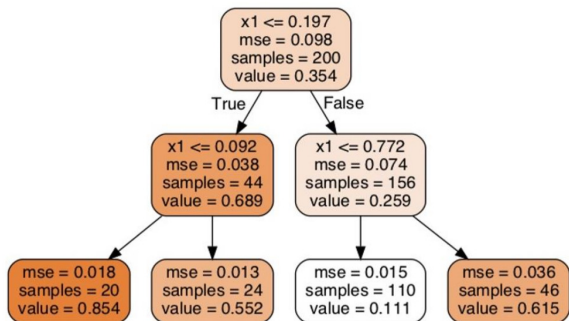 x1 <= 0.197
mse = 0.098
samples = 200
value = 0.354
True
False
x1 <= 0.092
mse = 0.038
samples = 44
value = 0.689
x1 <= 0.772
mse = 0.074
samples = 156
value = 0.259
mse = 0.018
samples = 20
value = 0.854
mse = 0.013
samples = 24
value = 0.552
mse = 0.015
samples = 110
value = 0.111
mse = 0.036
samples = 46
value = 0.615